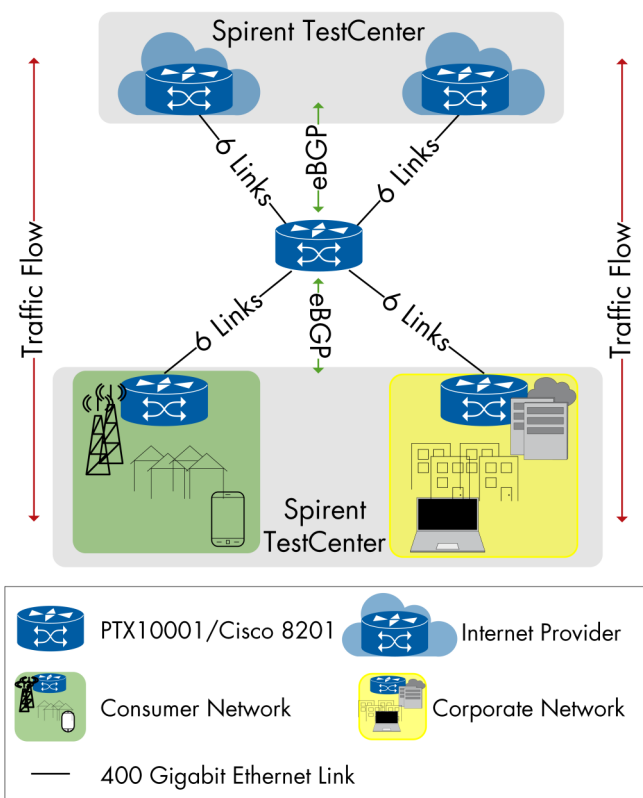 Spirent TestCenter
6 Links
eBGP
6 Links
Traffic Flow
Traffic Flow
6 Links
eBGP
6 Links
Spirent
TestCenter
PTX10001/Cisco 8201
Internet Provider
Consumer Network
Corporate Network
400 Gigabit Ethernet Link